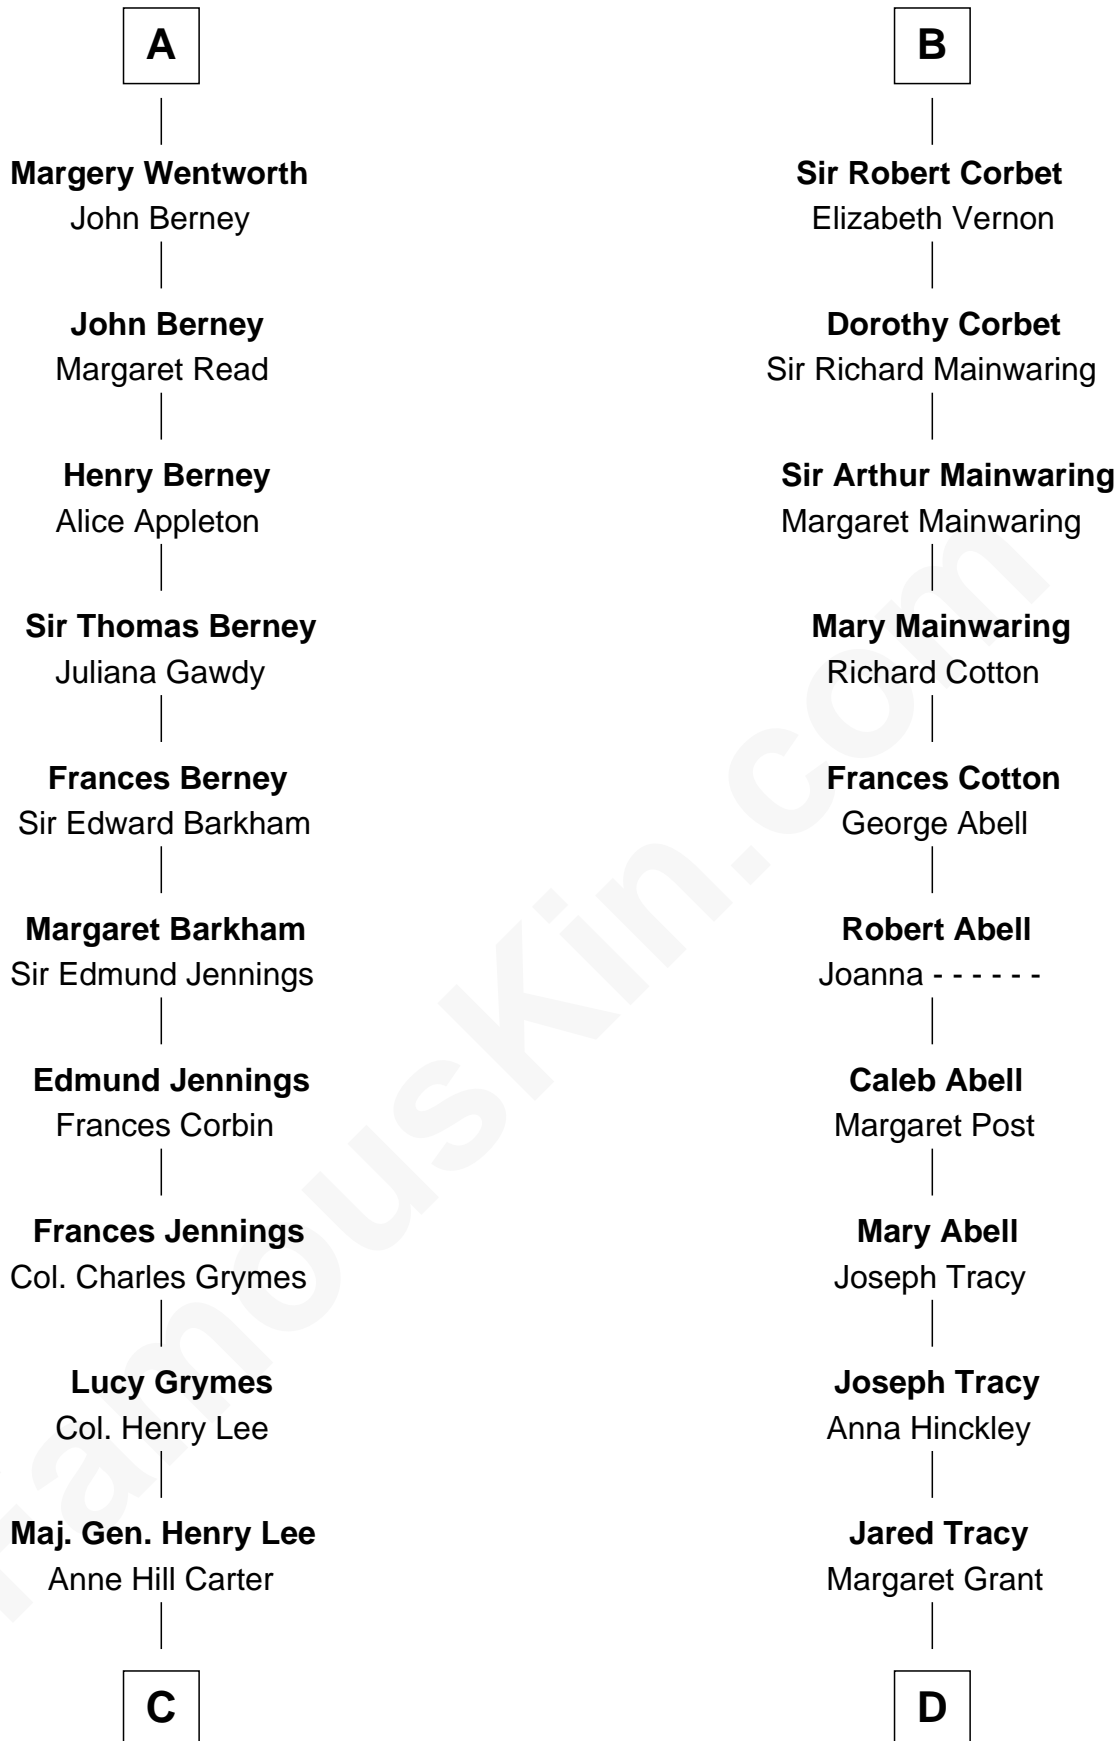 A
Margery Wentworth
John Berney
John Berney
Margaret Read
Henry Berney
Alice Appleton
Sir Thomas Berney
Juliana Gawdy
Frances Berney
Sir Edward Barkham
Margaret Barkham
Sir Edmund Jennings
Edmund Jennings
Frances Corbin
Frances Jennings
Col. Charles Grymes
Lucy Grymes
Col. Henry Lee
Maj. Gen. Henry Lee
Anne Hill Carter
C
B
Sir Robert Corbet
Elizabeth Vernon
Dorothy Corbet
Sir Richard Mainwaring
Sir Arthur Mainwaring
Margaret Mainwaring
Mary Mainwaring
Richard Cotton
Frances Cotton
George Abell
Robert Abell
Joanna - - - - - -
Caleb Abell
Margaret Post
Mary Abell
Joseph Tracy
Joseph Tracy
Anna Hinckley
Jared Tracy
Margaret Grant
D
FamousKin.com